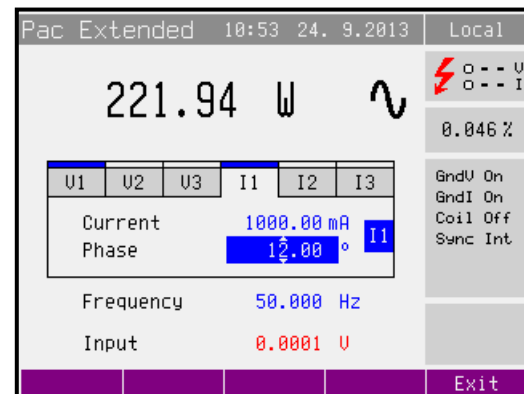 Pac Extended 10:53 24. 9.2013 Local
o - - V
o - - I
221.94 W
0.046 %
V1 V2 V3 I1 I2 I3
Current 1000.00 mA
Phase 12.00 ° I1
GndU On
GndI On
Coil Off
Sync Int
Frequency 50.000 Hz
Input 0.0001 V
Exit